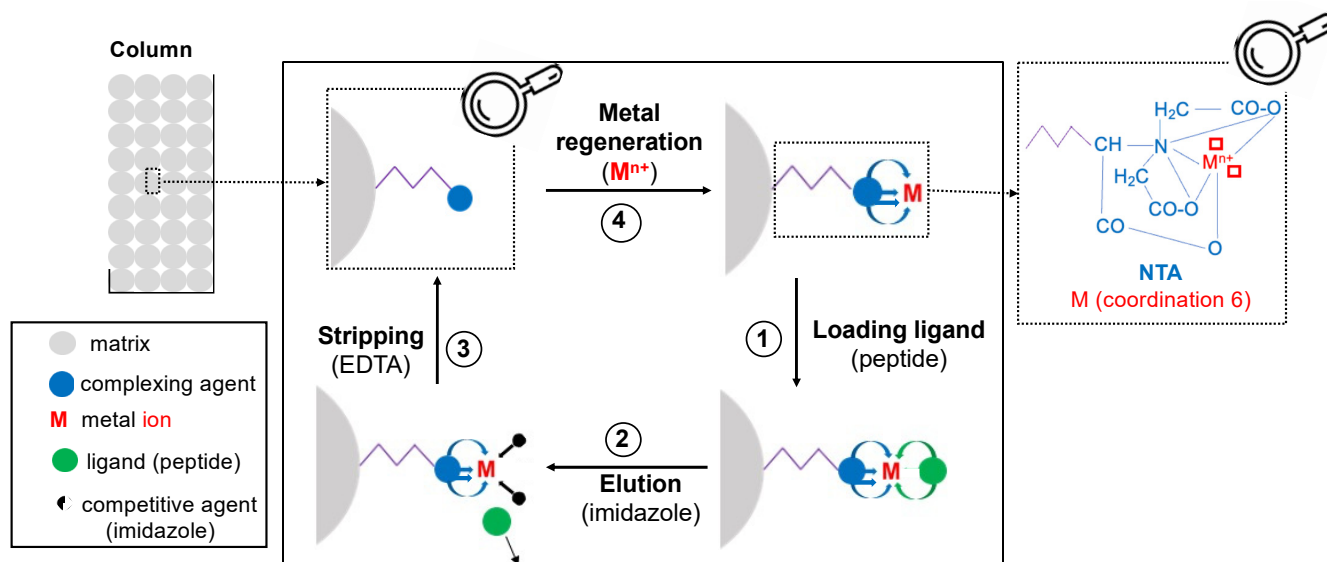 Column
Metal
regeneration
(Mⁿ⁺)
4
H₂C
CO-O
CH
N
Mⁿ⁺
H₂C
CO-O
CO
O
NTA
M (coordination 6)
M
Stripping
(EDTA)
3
1
Loading ligand
(peptide)
matrix
complexing agent
M metal ion
ligand (peptide)
competitive agent
(imidazole)
M
2
Elution
(imidazole)
M